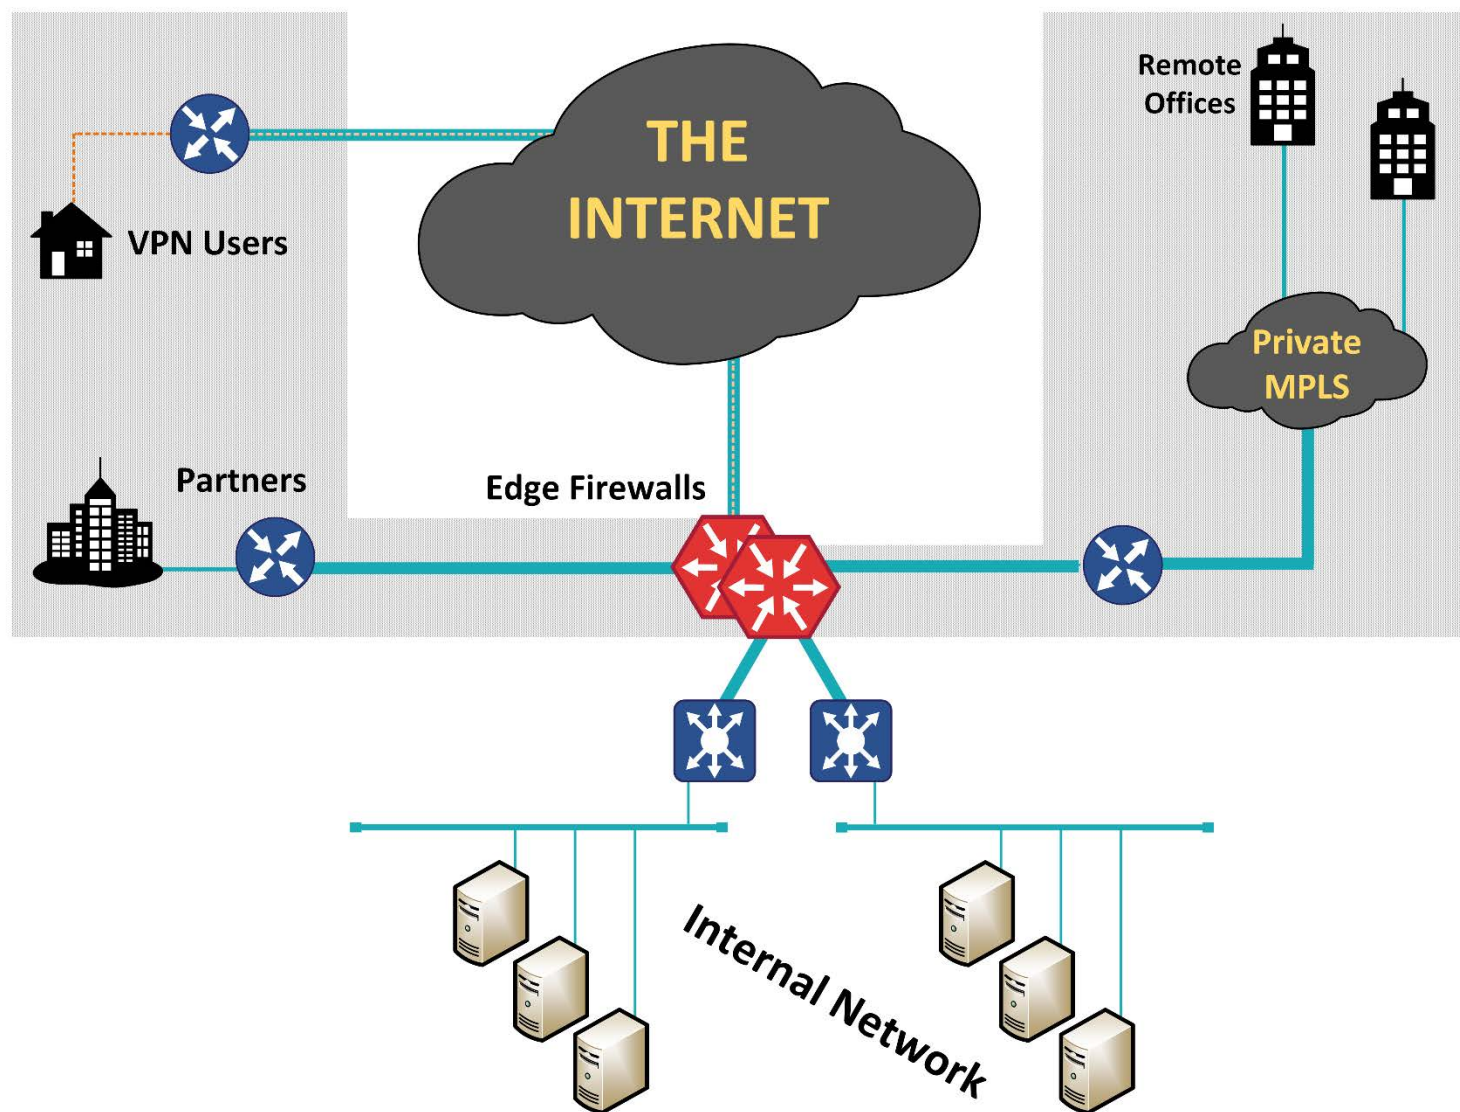 THE
INTERNET
Remote
Offices
VPN Users
Private
MPLS
Partners
Edge Firewalls
Internal Network